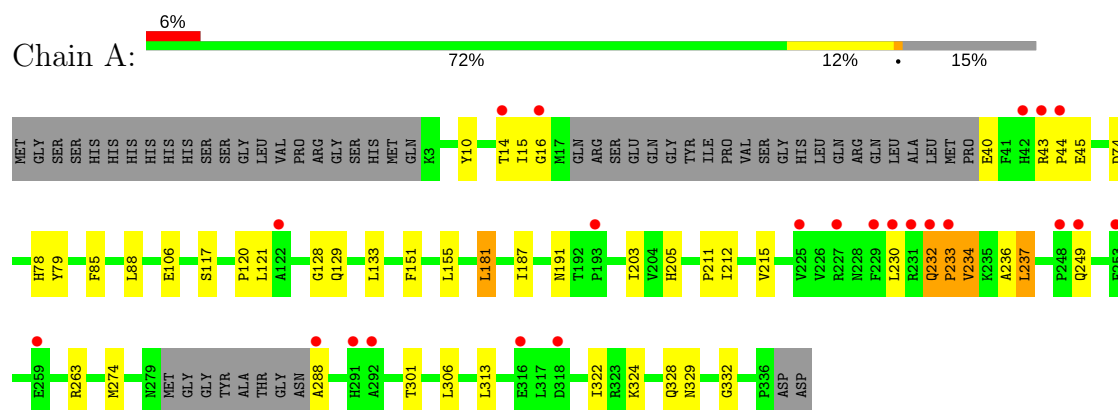 6%
Chain A:
72% 12% • 15%
MET GLY SER SER HIS HIS HIS HIS HIS HIS SER SER GLY LEU VAL PRO ARG GLY SER HIS MET GLN K3 Y10 T14 I15 G16 M17 GLN ARG SER GLU GLN GLY TYR ILE PRO VAL SER GLY HIS LEU GLN ARG GLN LEU ALA LEU MET PRO E40 F41 H42 R43 P44 E45
H78 Y79 F85 L88 E106 S117 P120 L121 A122 G128 Q129 L133 F151 L155 L181 I187 N191 T192 P193 I203 V204 H205 P211 I212 V215 V225 V226 R227 N228 F229 L230 R231 Q232 P233 V234 K235 A236 L237 P248 Q249
E259 R263 M274 N279 MET GLY GLY TYR ALA THR GLY ASN A288 H291 A292 T301 L306 L313 E316 L317 D318 I322 R323 K324 Q328 N329 G332 P336 ASP ASP